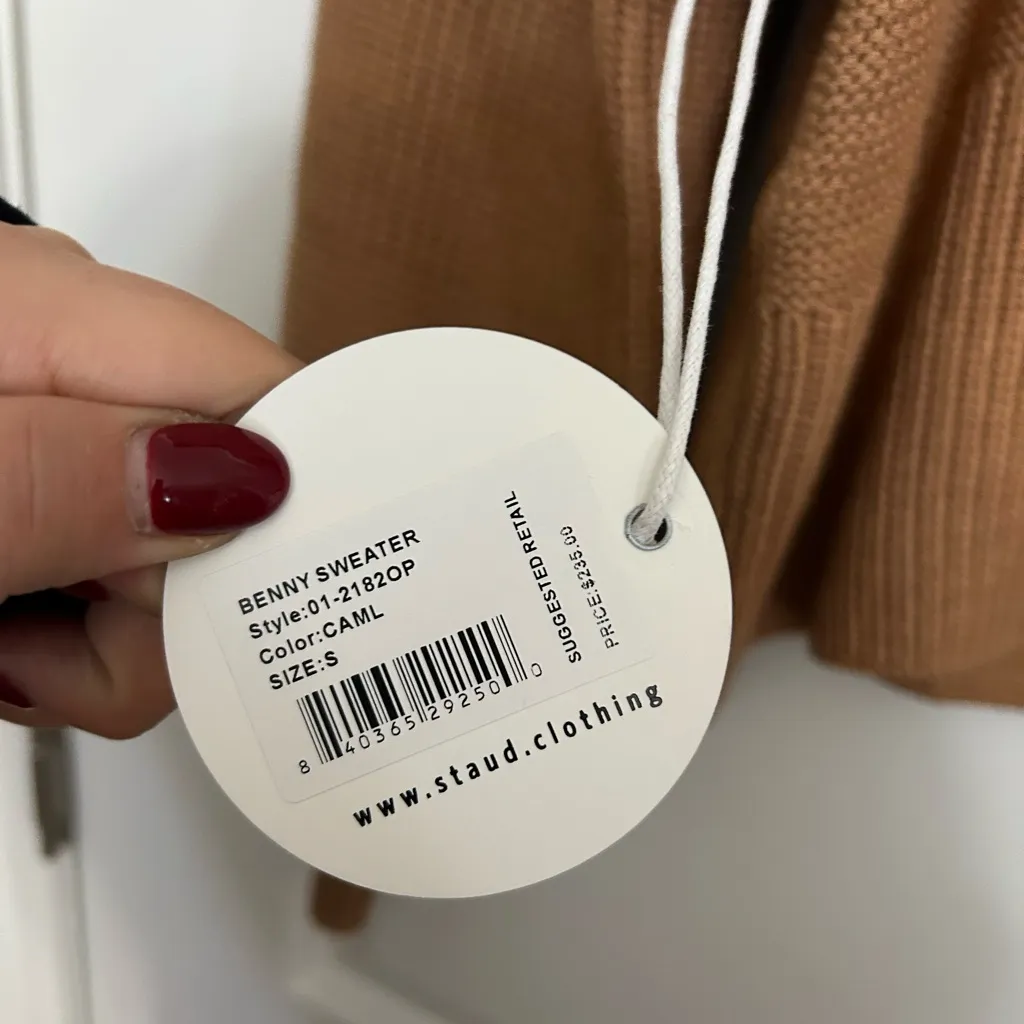 BENNY SWEATER
Style:01-2182OP
Color:CAML
SIZE:S
8 40365 29250 0
SUGGESTED RETAIL
PRICE:$235.00
www.staud.clothing